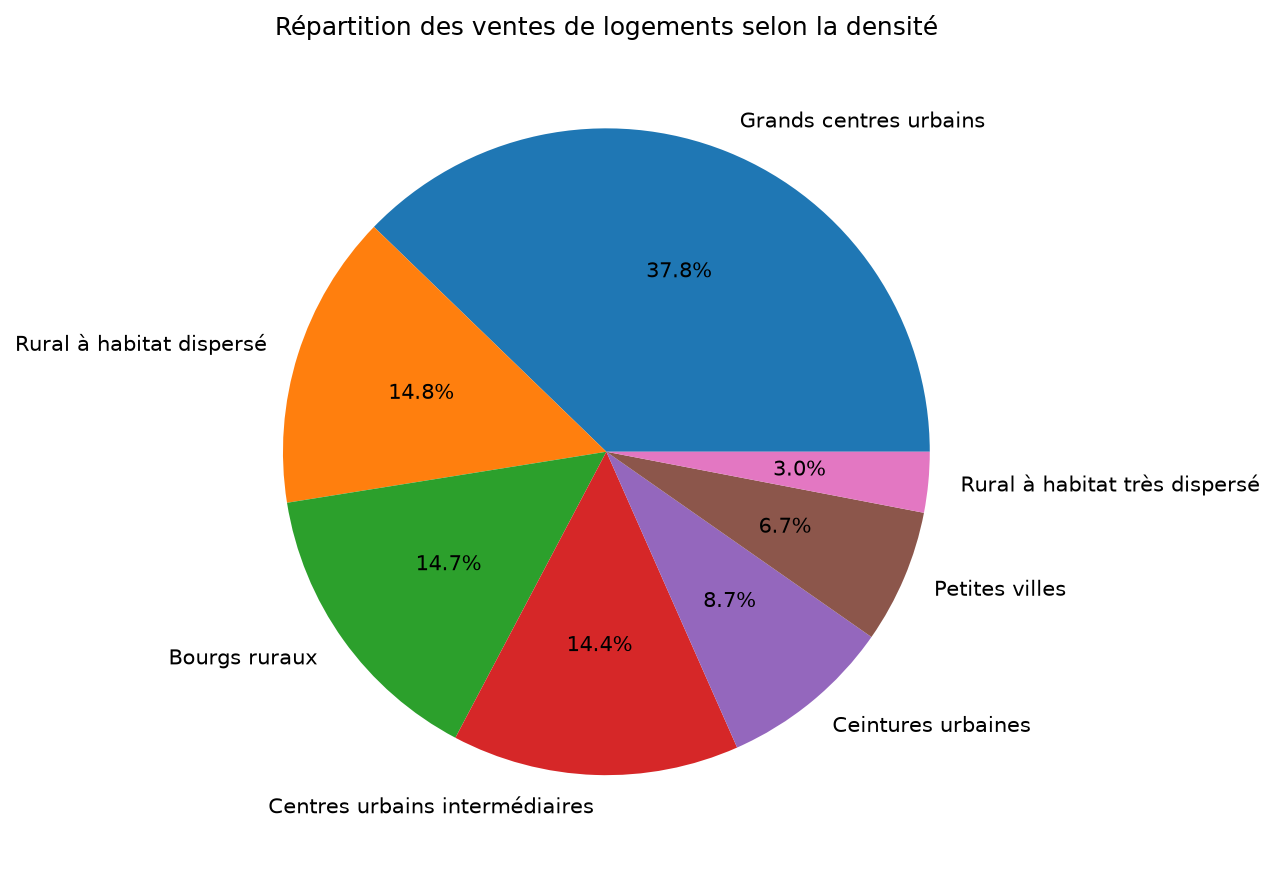 Répartition des ventes de logements selon la densité
Grands centres urbains
37.8%
Rural à habitat dispersé
14.8%
Bourgs ruraux
14.7%
Centres urbains intermédiaires
14.4%
Ceintures urbaines
8.7%
Petites villes
6.7%
Rural à habitat très dispersé
3.0%